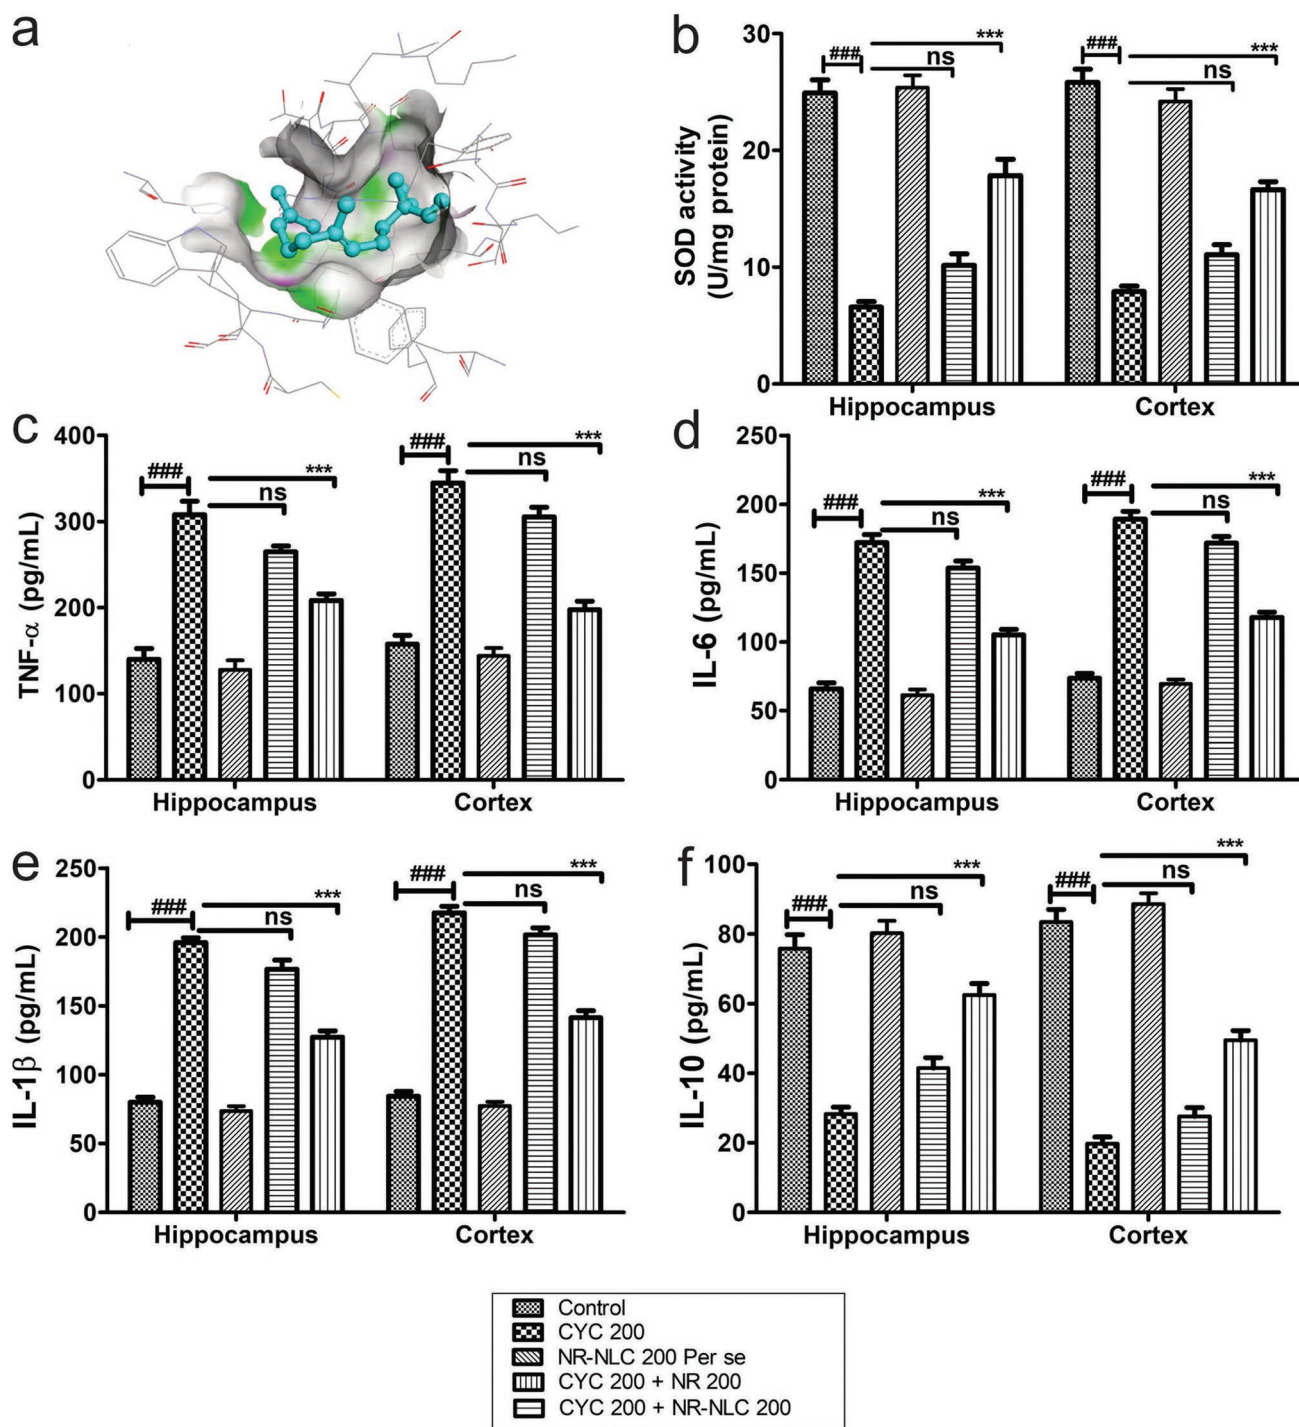 a
b
30
20
10
0
SOD activity
(U/mg protein)
###
ns
***
###
ns
***
Hippocampus
Cortex
c
400
300
200
100
0
TNF-α (pg/mL)
###
ns
***
###
ns
***
Hippocampus
Cortex
d
250
200
150
100
50
0
IL-6 (pg/mL)
###
ns
***
###
ns
***
Hippocampus
Cortex
e
250
200
150
100
50
0
IL-1β (pg/mL)
###
ns
***
###
ns
***
Hippocampus
Cortex
f
100
80
60
40
20
0
IL-10 (pg/mL)
###
ns
***
###
ns
***
Hippocampus
Cortex
Control
CYC 200
NR-NLC 200 Per se
CYC 200 + NR 200
CYC 200 + NR-NLC 200